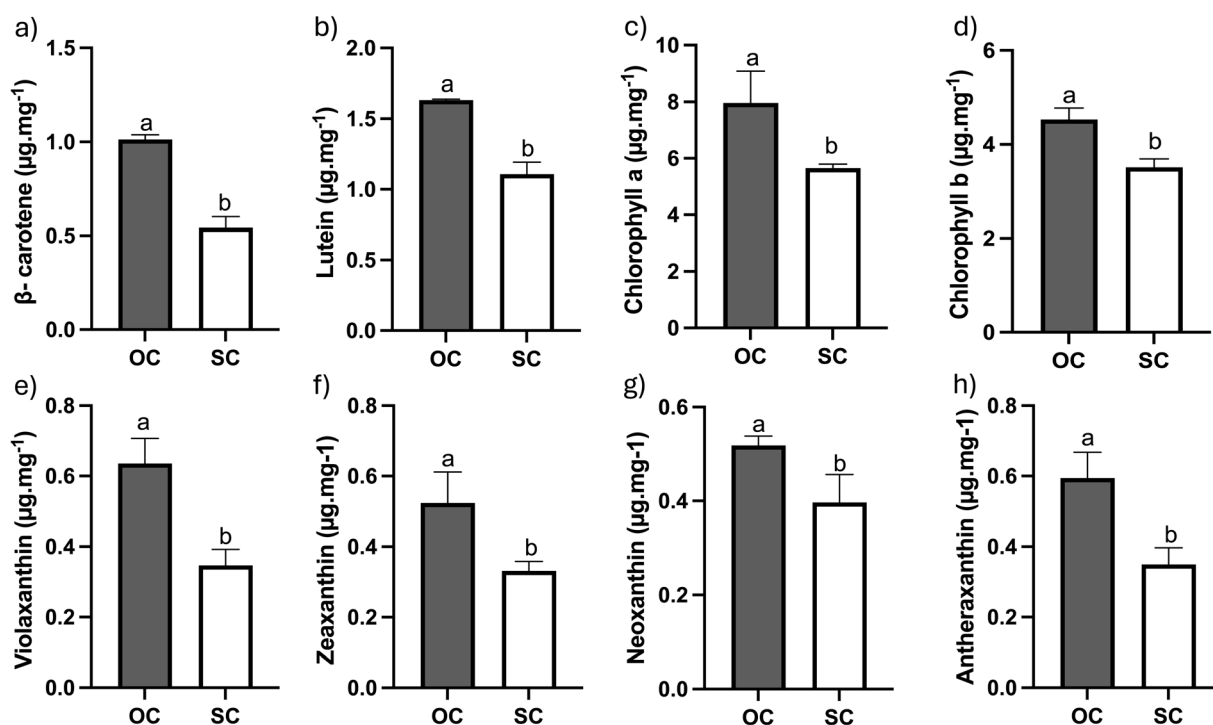 a)
1.5
1.0
0.5
0.0
β- carotene (µg.mg-1)
a
b
OC
SC
b)
2.0
1.5
1.0
0.5
0.0
Lutein (µg.mg-1)
a
b
OC
SC
c)
10
8
6
4
2
0
Chlorophyll a (µg.mg-1)
a
b
OC
SC
d)
6
4
2
0
Chlorophyll b (µg.mg-1)
a
b
OC
SC
e)
0.8
0.6
0.4
0.2
0.0
Violaxanthin (µg.mg-1)
a
b
OC
SC
f)
0.8
0.6
0.4
0.2
0.0
Zeaxanthin (µg.mg-1)
a
b
OC
SC
g)
0.6
0.4
0.2
0.0
Neoxanthin (µg.mg-1)
a
b
OC
SC
h)
0.8
0.6
0.4
0.2
0.0
Antheraxanthin (µg.mg-1)
a
b
OC
SC